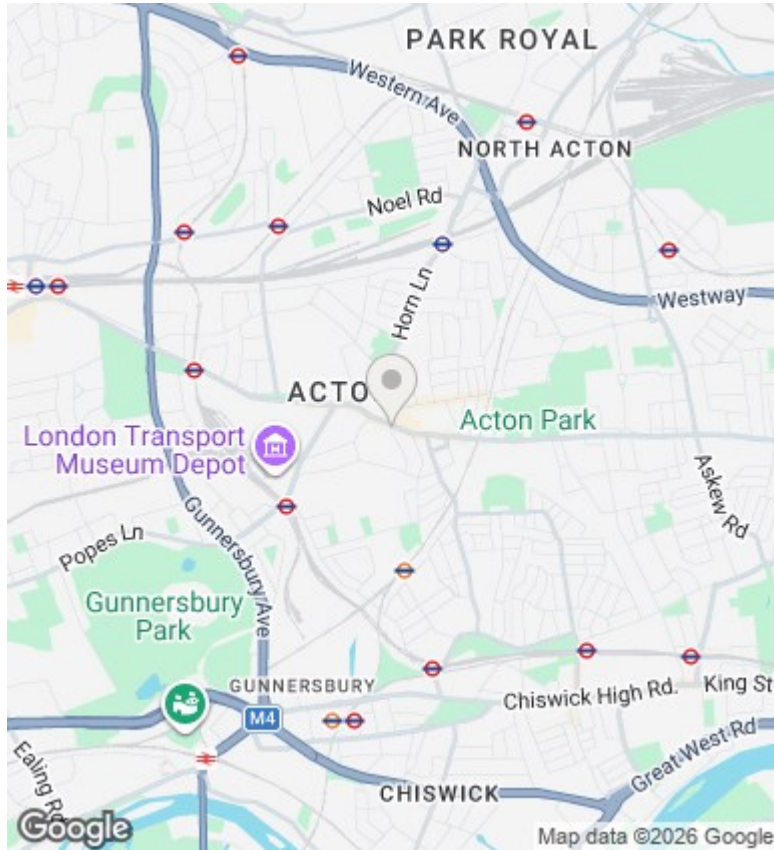 PARK ROYAL
Western Ave
NORTH ACTON
Noel Rd
Horn Ln
Westway
ACTO
Acton Park
London Transport
Museum Depot
Askew Rd
Popes Ln
Gunnersbury Ave
Gunnersbury
Park
GUNNERSBURY
Chiswick High Rd.
King St
M4
Ealing Rd
Great West Rd
CHISWICK
Google
Map data ©2026 Google